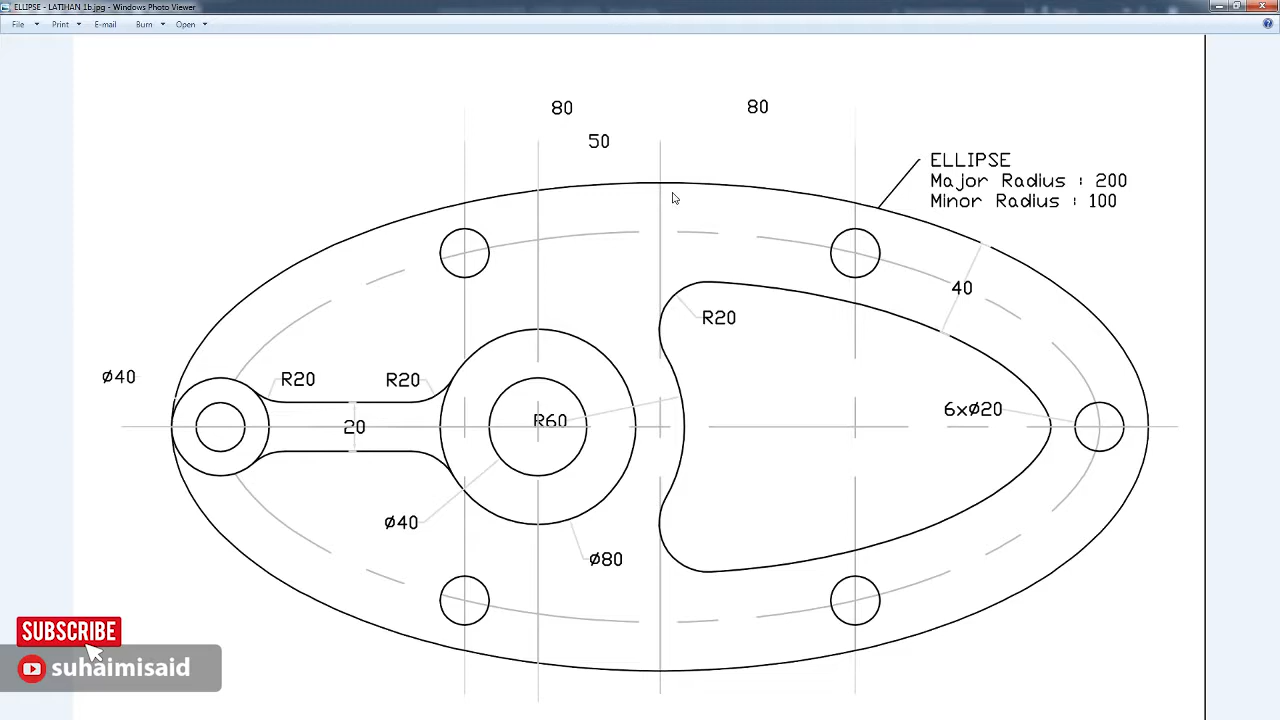 ELLIPSE - LATIHAN 1b.jpg - Windows Photo Viewer
File Print E-mail Burn Open
80 80
50
ELLIPSE
Major Radius : 200
Minor Radius : 100
40
R20
ø40
R20 R20
6xø20
R60
20
ø40
ø80
SUBSCRIBE
suhaimisaid